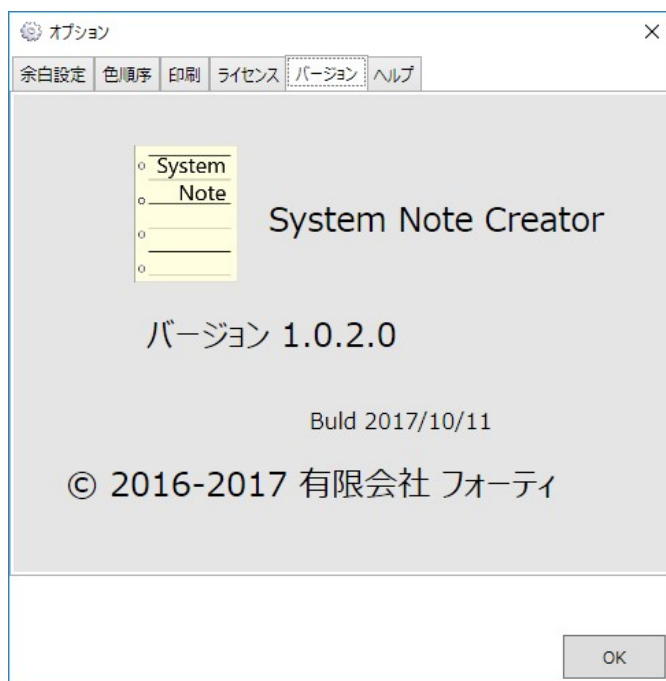 オプション
余白設定 色順序 印刷 ライセンス バージョン ヘルプ
System
Note
System Note Creator
バージョン 1.0.2.0
Buld 2017/10/11
© 2016-2017 有限会社 フォーティ
OK